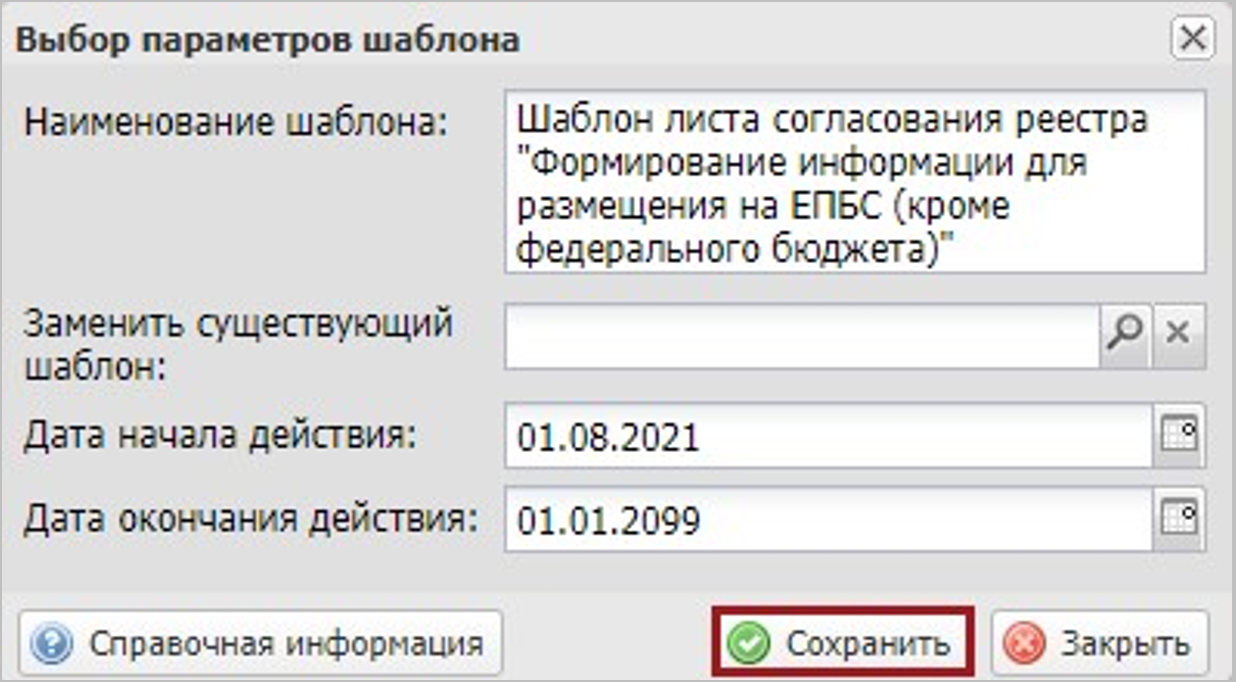 Выбор параметров шаблона
Наименование шаблона:
Шаблон листа согласования реестра
"Формирование информации для
размещения на ЕПБС (кроме
федерального бюджета)"
Заменить существующий
шаблон:
Дата начала действия:
01.08.2021
Дата окончания действия:
01.01.2099
Справочная информация
Сохранить
Закрыть